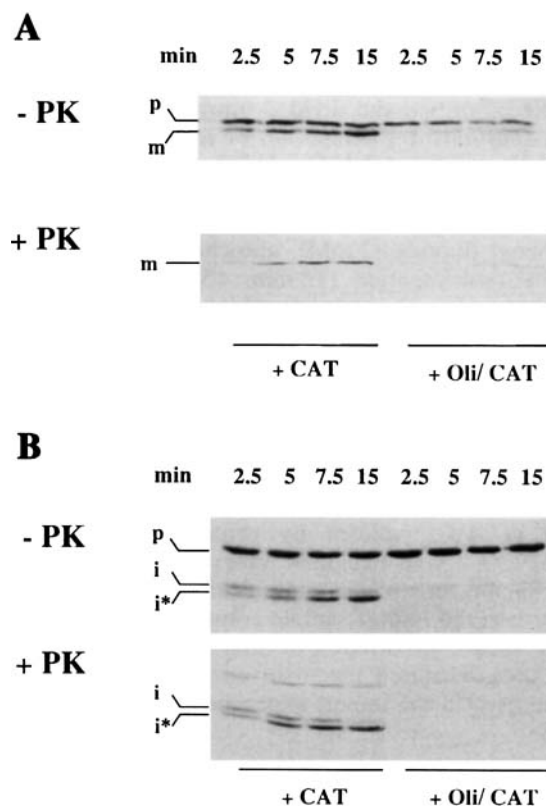 A
min 2.5 5 7.5 15 2.5 5 7.5 15
- PK
p
m
+ PK
m
+ CAT + Oli/ CAT
B
min 2.5 5 7.5 15 2.5 5 7.5 15
- PK
p
i
i*
+ PK
i
i*
+ CAT + Oli/ CAT